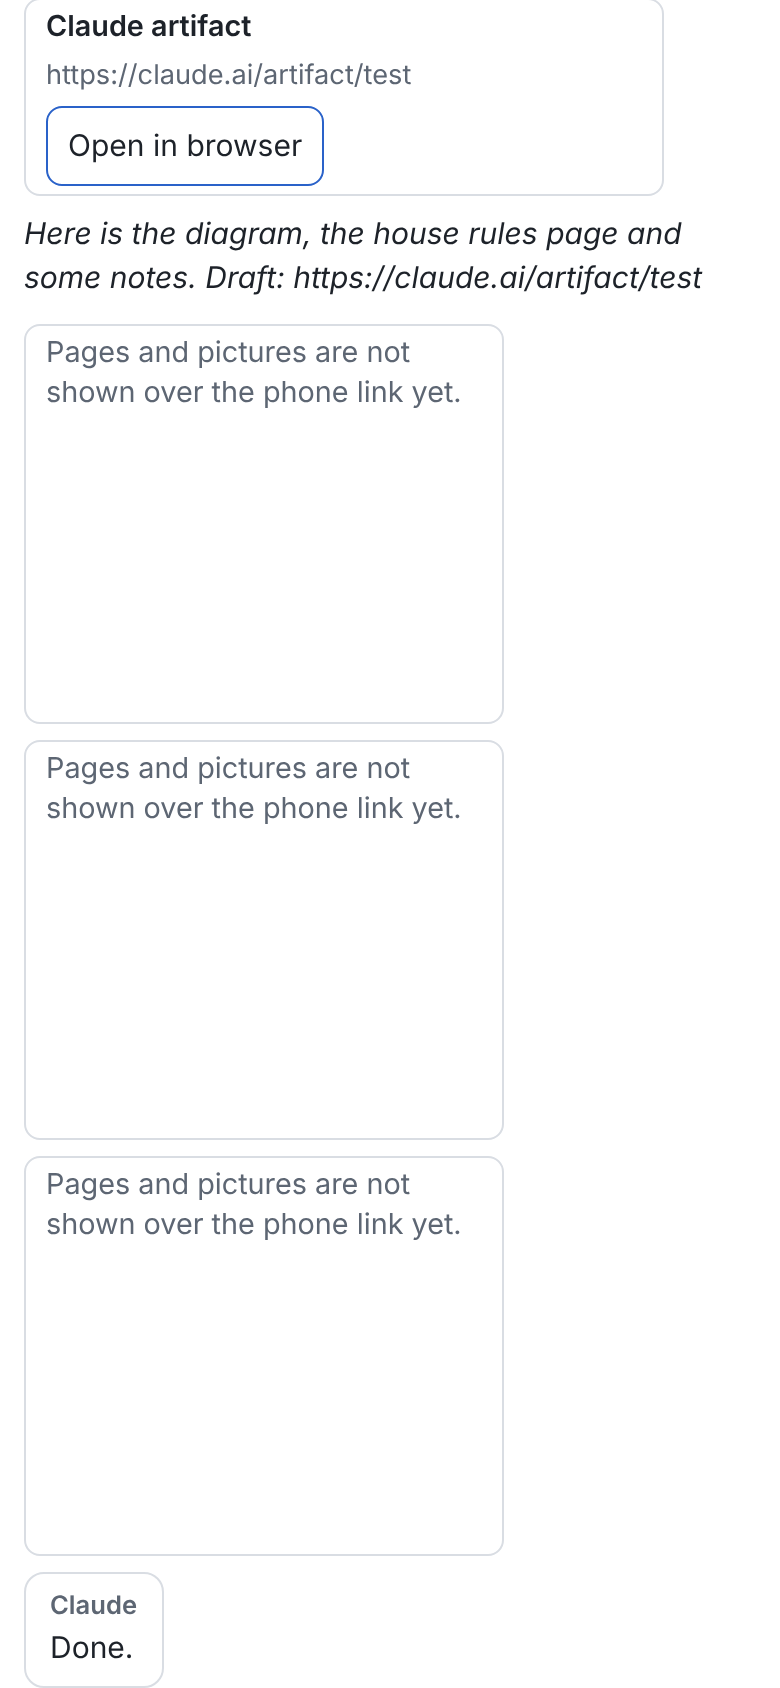 Claude artifact
https://claude.ai/artifact/test
Open in browser
Here is the diagram, the house rules page and
some notes. Draft: https://claude.ai/artifact/test
Pages and pictures are not
shown over the phone link yet.
Pages and pictures are not
shown over the phone link yet.
Pages and pictures are not
shown over the phone link yet.
Claude
Done.